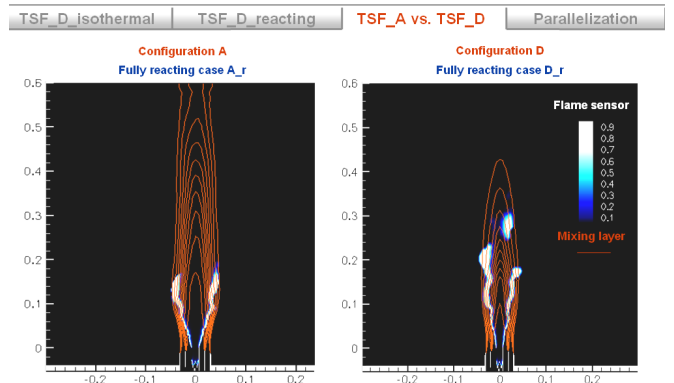 TSF_D_isothermal TSF_D_reacting TSF_A vs. TSF_D Parallelization
Configuration A
Fully reacting case A_r
0.6
0.5
0.4
0.3
0.2
0.1
0
-0.2 -0.1 0 0.1 0.2
Configuration D
Fully reacting case D_r
0.6
0.5
0.4
0.3
0.2
0.1
0
-0.2 -0.1 0 0.1 0.2
Flame sensor
0.9
0.8
0.7
0.6
0.5
0.4
0.3
0.2
0.1
Mixing layer